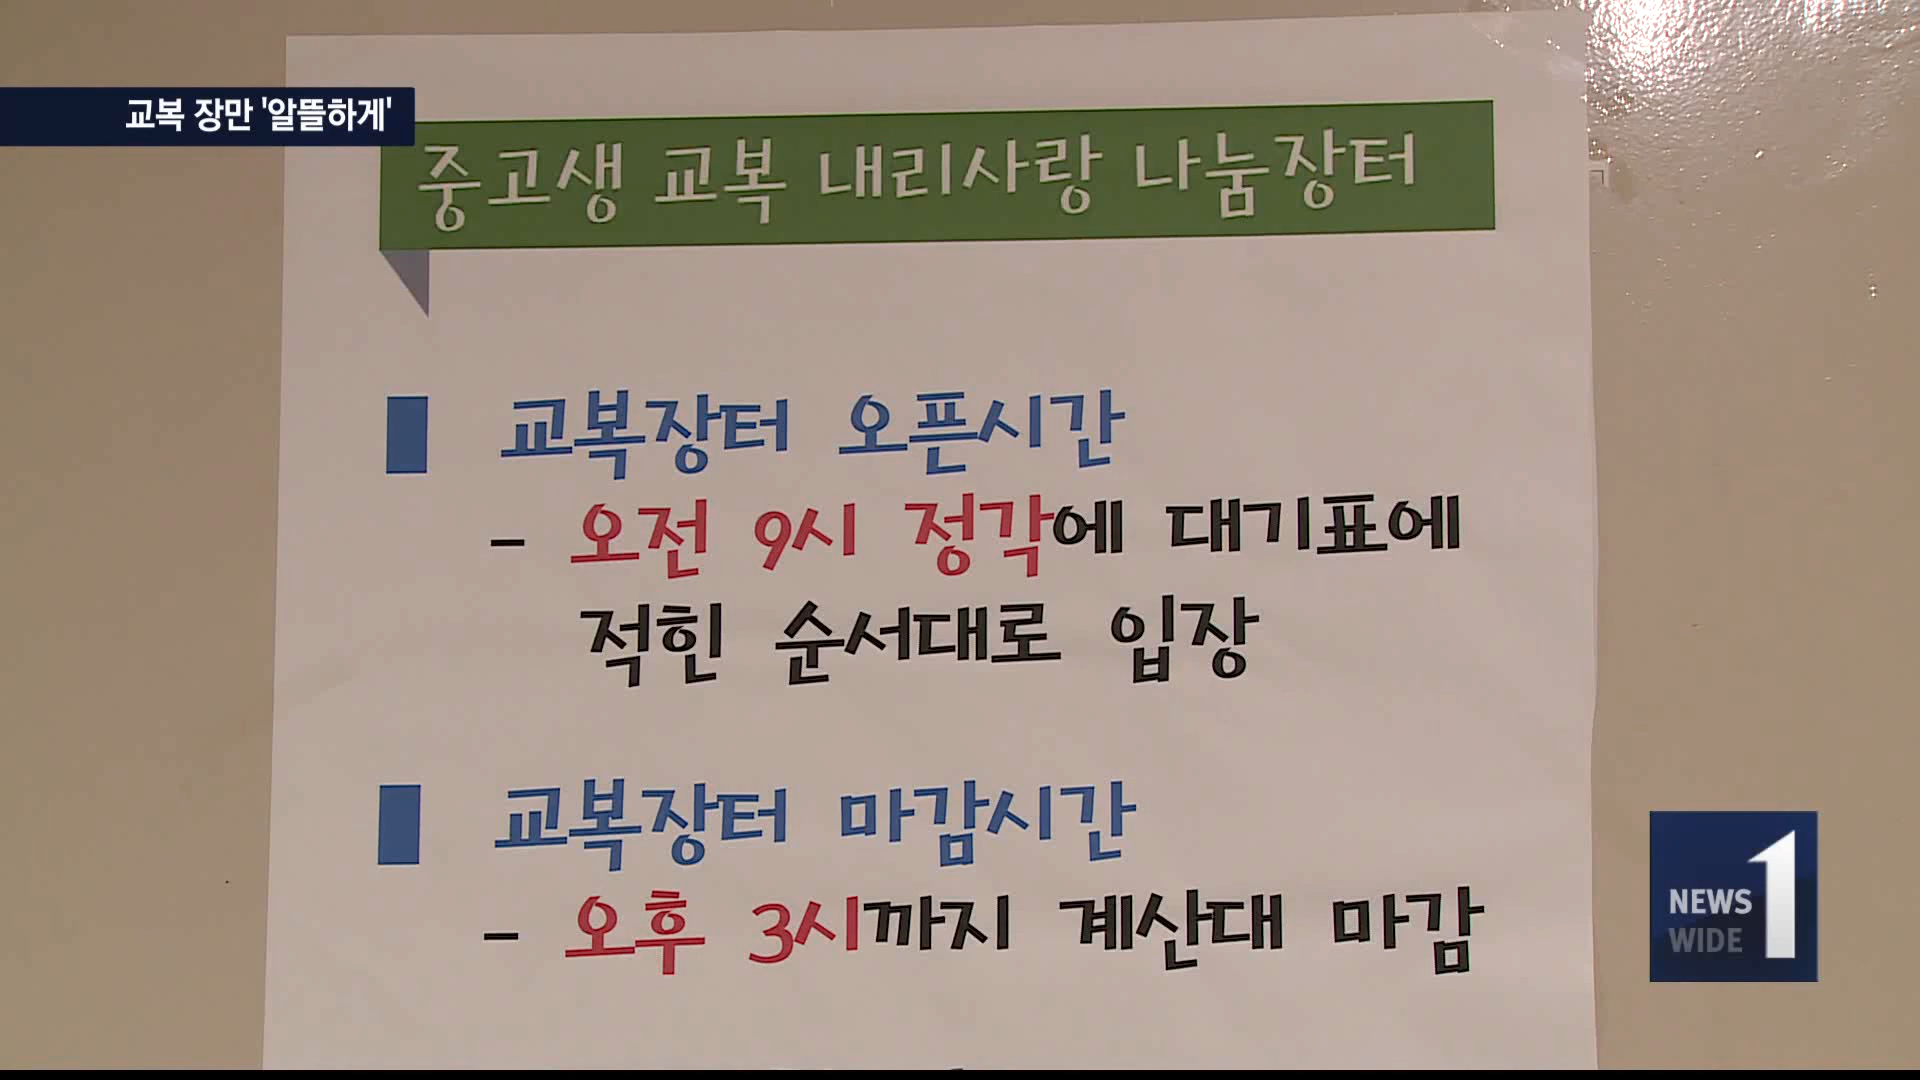 교복 장만 '알뜰하게'
중고생 교복 내리사랑 나눔장터
교복장터 오픈시간
- 오전 9시 정각에 대기표에
적힌 순서대로 입장
교복장터 마감시간
- 오후 3시까지 계산대 마감
NEWS
WIDE 1